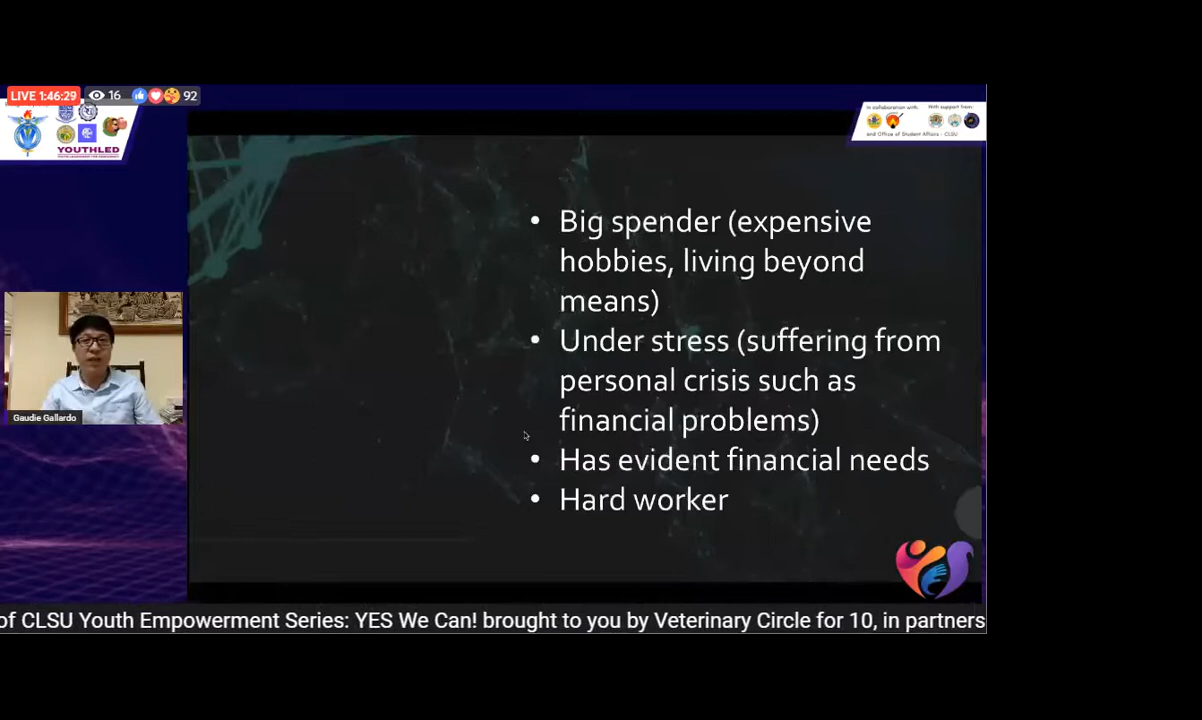 LIVE 1:46:29 16 92
YOUTHLED
In collaboration with: With support from:
and Office of Student Affairs - CLSU
• Big spender (expensive
hobbies, living beyond
means)
• Under stress (suffering from
personal crisis such as
financial problems)
• Has evident financial needs
• Hard worker
Gaudie Gallardo
of CLSU Youth Empowerment Series: YES We Can! brought to you by Veterinary Circle for 10, in partners